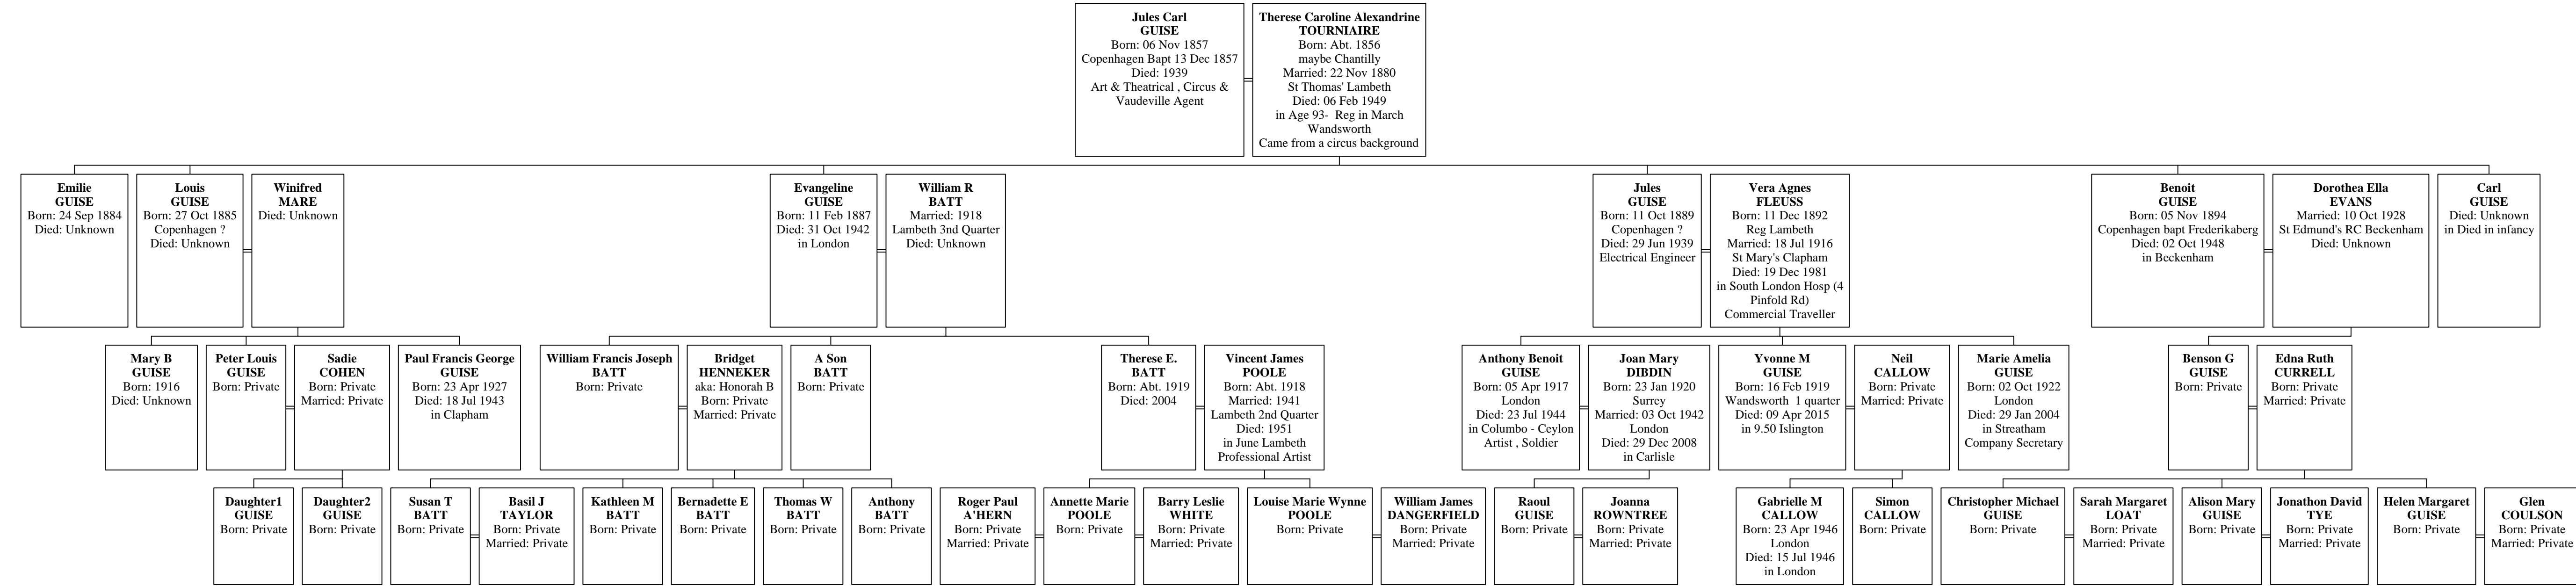 Jules Carl
GUISE
Born: 06 Nov 1857
Copenhagen Bapt 13 Dec 1857
Died: 1939
Art & Theatrical , Circus &
Vaudeville Agent
Therese Caroline Alexandrine
TOURNIAIRE
Born: Abt. 1856
maybe Chantilly
Married: 22 Nov 1880
St Thomas' Lambeth
Died: 06 Feb 1949
in Age 93- Reg in March
Wandsworth
Came from a circus background
Emilie
GUISE
Born: 24 Sep 1884
Died: Unknown
Louis
GUISE
Born: 27 Oct 1885
Copenhagen ?
Died: Unknown
Winifred
MARE
Died: Unknown
Evangeline
GUISE
Born: 11 Feb 1887
Died: 31 Oct 1942
in London
William R
BATT
Married: 1918
Lambeth 3nd Quarter
Died: Unknown
Jules
GUISE
Born: 11 Oct 1889
Copenhagen ?
Died: 29 Jun 1939
Electrical Engineer
Vera Agnes
FLEUSS
Born: 11 Dec 1892
Reg Lambeth
Married: 18 Jul 1916
St Mary's Clapham
Died: 19 Dec 1981
in South London Hosp (4
Pinfold Rd)
Commercial Traveller
Benoit
GUISE
Born: 05 Nov 1894
Copenhagen bapt Frederikaberg
Died: 02 Oct 1948
in Beckenham
Dorothea Ella
EVANS
Married: 10 Oct 1928
St Edmund's RC Beckenham
Died: Unknown
Carl
GUISE
Died: Unknown
in Died in infancy
Mary B
GUISE
Born: 1916
Died: Unknown
Peter Louis
GUISE
Born: Private
Sadie
COHEN
Born: Private
Married: Private
Paul Francis George
GUISE
Born: 23 Apr 1927
Died: 18 Jul 1943
in Clapham
William Francis Joseph
BATT
Born: Private
Bridget
HENNEKER
aka: Honorah B
Born: Private
Married: Private
A Son
BATT
Born: Private
Therese E.
BATT
Born: Abt. 1919
Died: 2004
Vincent James
POOLE
Born: Abt. 1918
Married: 1941
Lambeth 2nd Quarter
Died: 1951
in June Lambeth
Professional Artist
Anthony Benoit
GUISE
Born: 05 Apr 1917
London
Died: 23 Jul 1944
in Columbo - Ceylon
Artist , Soldier
Joan Mary
DIBDIN
Born: 23 Jan 1920
Surrey
Married: 03 Oct 1942
London
Died: 29 Dec 2008
in Carlisle
Yvonne M
GUISE
Born: 16 Feb 1919
Wandsworth 1 quarter
Died: 09 Apr 2015
in 9.50 Islington
Neil
CALLOW
Born: Private
Married: Private
Marie Amelia
GUISE
Born: 02 Oct 1922
London
Died: 29 Jan 2004
in Streatham
Company Secretary
Benson G
GUISE
Born: Private
Edna Ruth
CURRELL
Born: Private
Married: Private
Daughter1
GUISE
Born: Private
Daughter2
GUISE
Born: Private
Susan T
BATT
Born: Private
Basil J
TAYLOR
Born: Private
Married: Private
Kathleen M
BATT
Born: Private
Bernadette E
BATT
Born: Private
Thomas W
BATT
Born: Private
Anthony
BATT
Born: Private
Roger Paul
A'HERN
Born: Private
Married: Private
Annette Marie
POOLE
Born: Private
Barry Leslie
WHITE
Born: Private
Married: Private
Louise Marie Wynne
POOLE
Born: Private
William James
DANGERFIELD
Born: Private
Married: Private
Raoul
GUISE
Born: Private
Joanna
ROWNTREE
Born: Private
Married: Private
Gabrielle M
CALLOW
Born: 23 Apr 1946
London
Died: 15 Jul 1946
in London
Simon
CALLOW
Born: Private
Christopher Michael
GUISE
Born: Private
Sarah Margaret
LOAT
Born: Private
Married: Private
Alison Mary
GUISE
Born: Private
Jonathon David
TYE
Born: Private
Married: Private
Helen Margaret
GUISE
Born: Private
Glen
COULSON
Born: Private
Married: Private